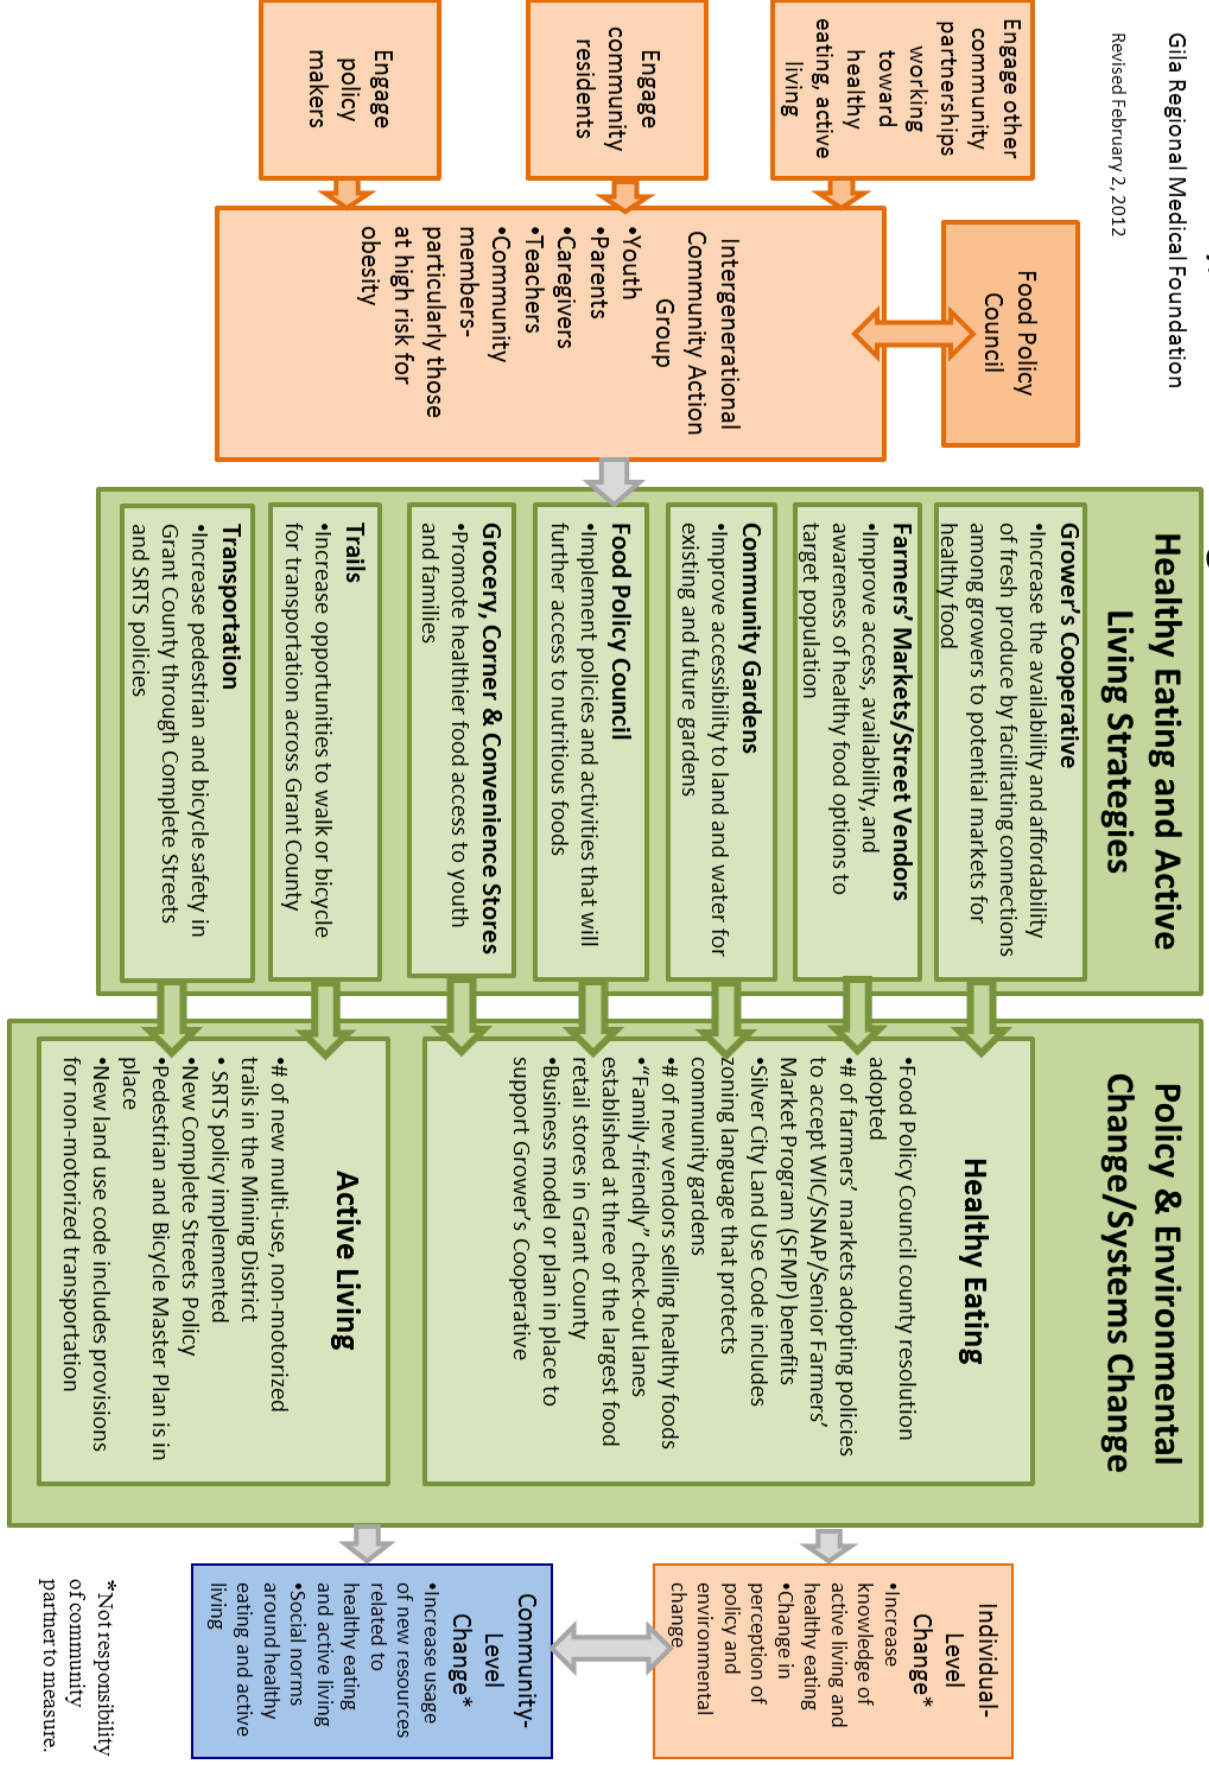 Gila Regional Medical Foundation
Revised February 2, 2012
Engage other
community
partnerships
working
toward
healthy
eating, active
living
Engage
community
residents
Engage
policy
makers
Food Policy
Council
Intergenerational
Community Action
Group
•Youth
•Parents
•Caregivers
•Teachers
•Community
members-
particularly those
at high risk for
obesity
Healthy Eating and Active
Living Strategies
Grower's Cooperative
•Increase the availability and affordability
of fresh produce by facilitating connections
among growers to potential markets for
healthy food
Farmers' Markets/Street Vendors
•Improve access, availability, and
awareness of healthy food options to
target population
Community Gardens
•Improve accessibility to land and water for
existing and future gardens
Food Policy Council
•Implement policies and activities that will
further access to nutritious foods
Grocery, Corner & Convenience Stores
•Promote healthier food access to youth
and families
Trails
•Increase opportunities to walk or bicycle
for transportation across Grant County
Transportation
•Increase pedestrian and bicycle safety in
Grant County through Complete Streets
and SRTS policies
Policy & Environmental
Change/Systems Change
Healthy Eating
•Food Policy Council county resolution
adopted
•# of farmers' markets adopting policies
to accept WIC/SNAP/Senior Farmers'
Market Program (SFMP) benefits
•Silver City Land Use Code includes
zoning language that protects
community gardens
•# of new vendors selling healthy foods
•"Family-friendly" check-out lanes
established at three of the largest food
retail stores in Grant County
•Business model or plan in place to
support Grower's Cooperative
Active Living
•# of new multi-use, non-motorized
trails in the Mining District
• SRTS policy implemented
•New Complete Streets Policy
•Pedestrian and Bicycle Master Plan is in
place
•New land use code includes provisions
for non-motorized transportation
Individual-
Level
Change*
•Increase
knowledge of
active living and
healthy eating
•Change in
perception of
policy and
environmental
change
Community-
Level
Change*
•Increase usage
of new resources
related to
healthy eating
and active living
•Social norms
around healthy
eating and active
living
*Not responsibility
of community
partner to measure.